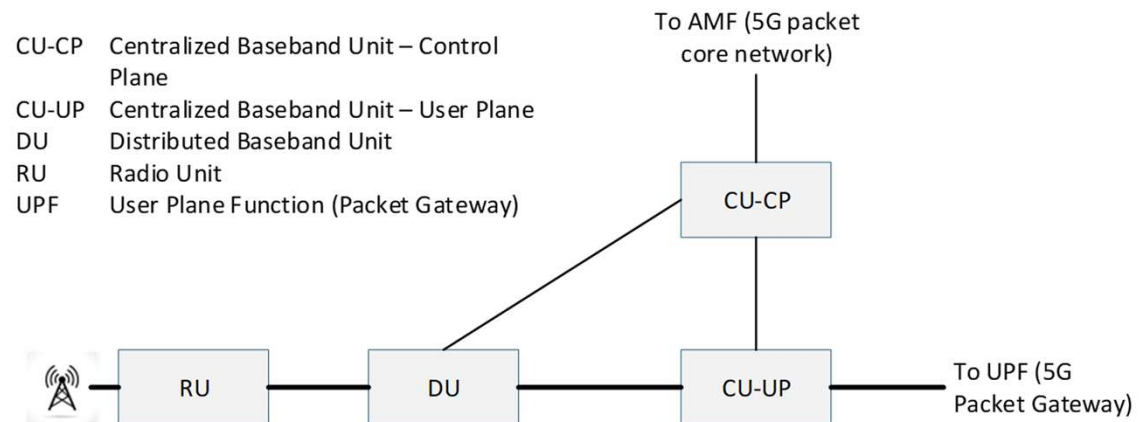 To AMF (5G packet
core network)
CU-CP Centralized Baseband Unit – Control
Plane
CU-UP Centralized Baseband Unit – User Plane
DU Distributed Baseband Unit
RU Radio Unit
UPF User Plane Function (Packet Gateway)
CU-CP
RU
DU
CU-UP
To UPF (5G
Packet Gateway)